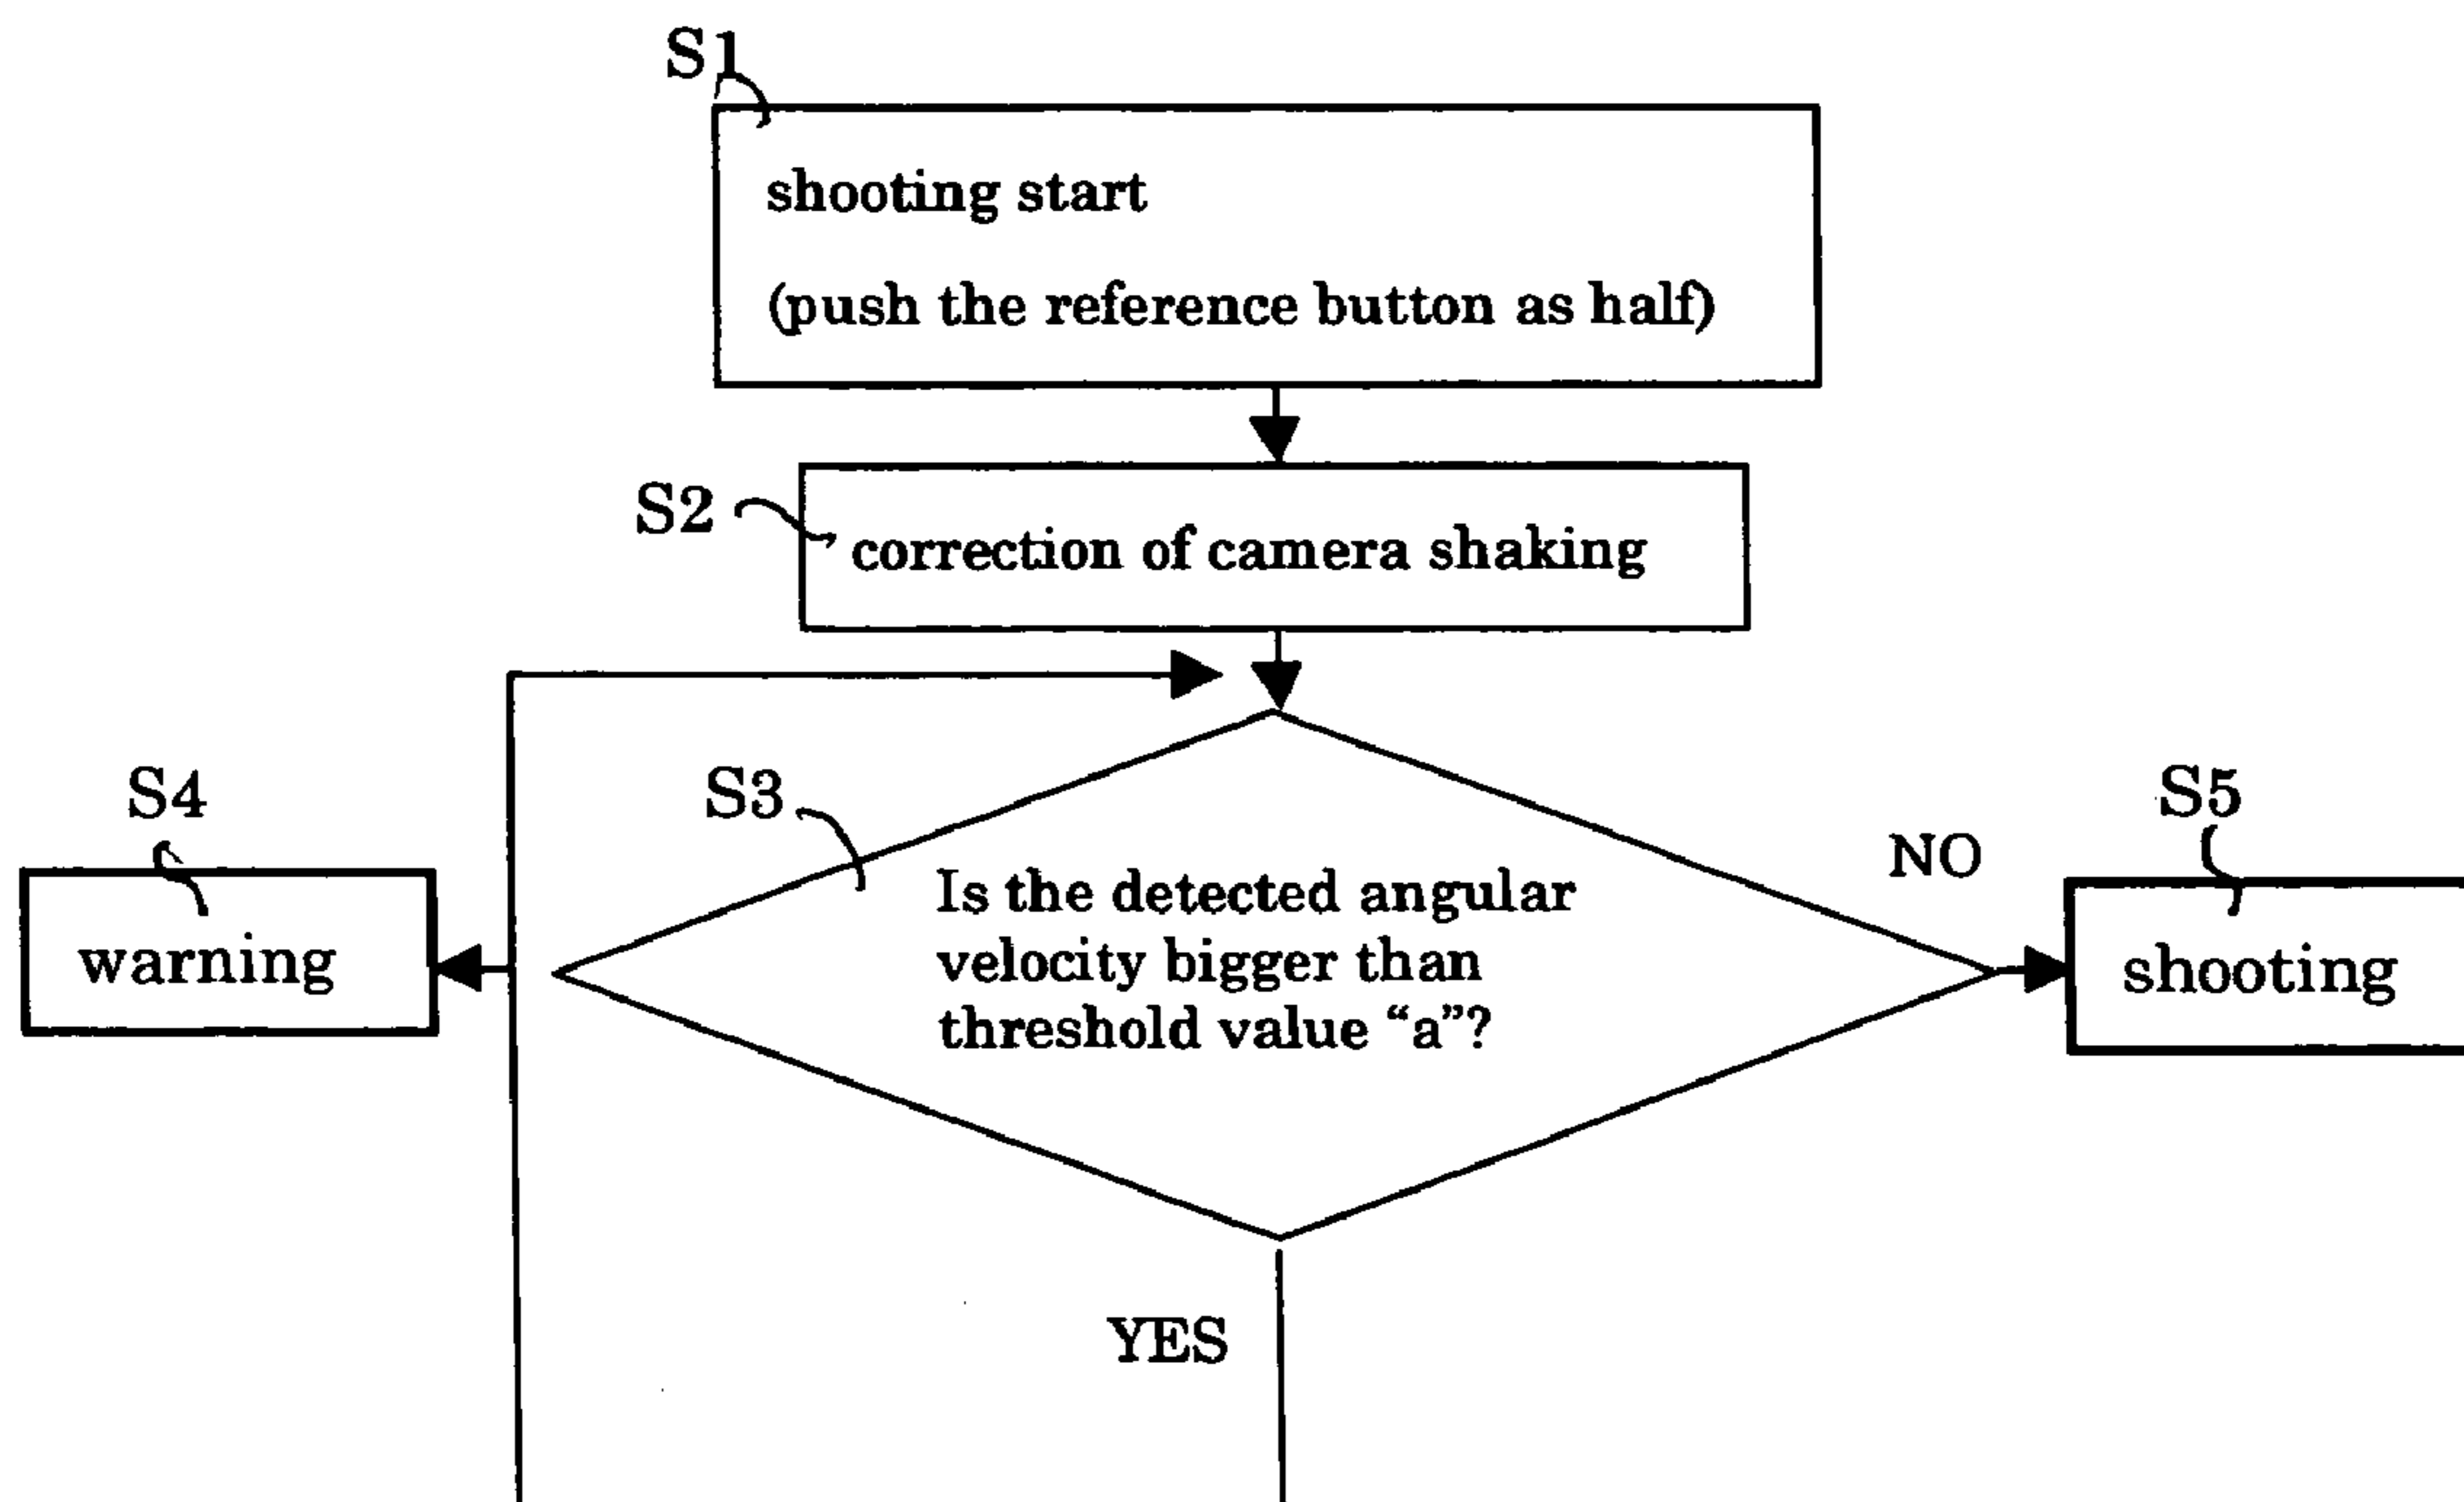 S1
shooting start
(push the reference button as half)
S2
correction of camera shaking
S4
S3
S5
NO
Is the detected angular
velocity bigger than
threshold value “a”?
warning
shooting
YES